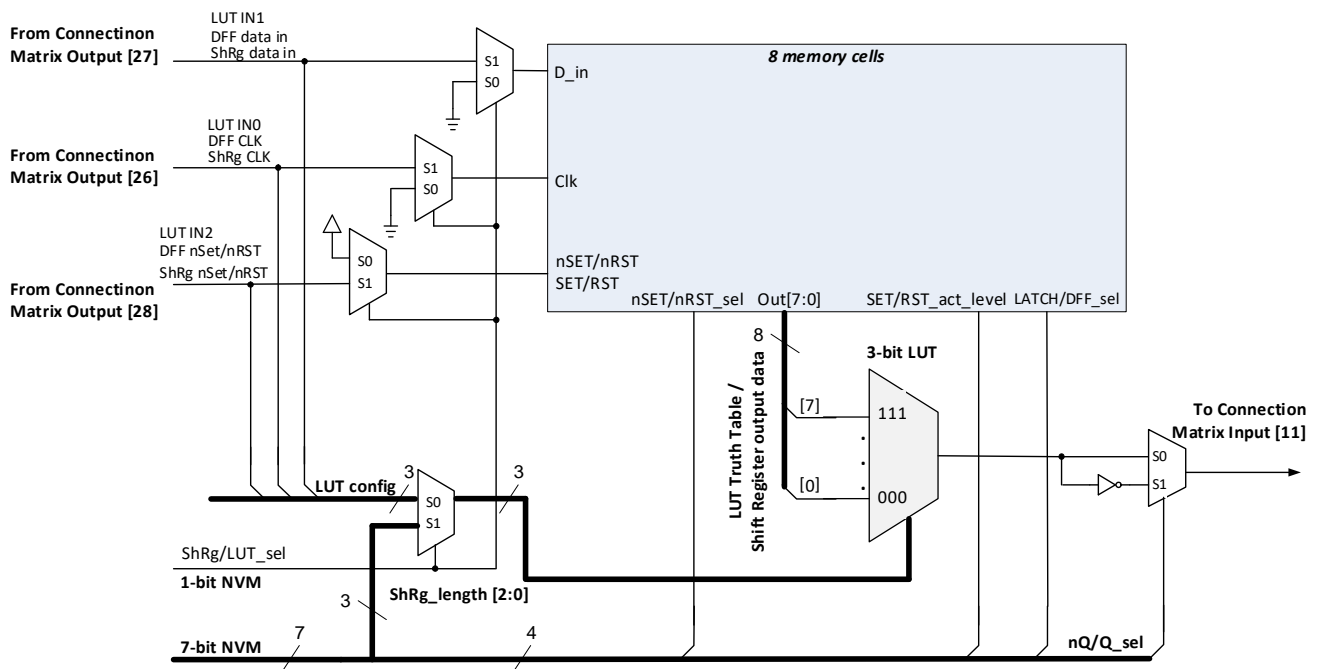 From Connectinon
Matrix Output [27]
LUT IN1
DFF data in
ShRg data in
S1
S0
8 memory cells
D_in
From Connectinon
Matrix Output [26]
LUT IN0
DFF CLK
ShRg CLK
S1
S0
Clk
LUT IN2
DFF nSet/nRST
ShRg nSet/nRST
From Connectinon
Matrix Output [28]
S0
S1
nSET/nRST
SET/RST
nSET/nRST_sel
Out[7:0]
SET/RST_act_level
LATCH/DFF_sel
8
3-bit LUT
LUT Truth Table /
Shift Register output data
[7]
111
[0]
000
To Connection
Matrix Input [11]
S0
S1
LUT config
3
S0
S1
3
ShRg/LUT_sel
1-bit NVM
ShRg_length [2:0]
3
7-bit NVM
7
4
nQ/Q_sel